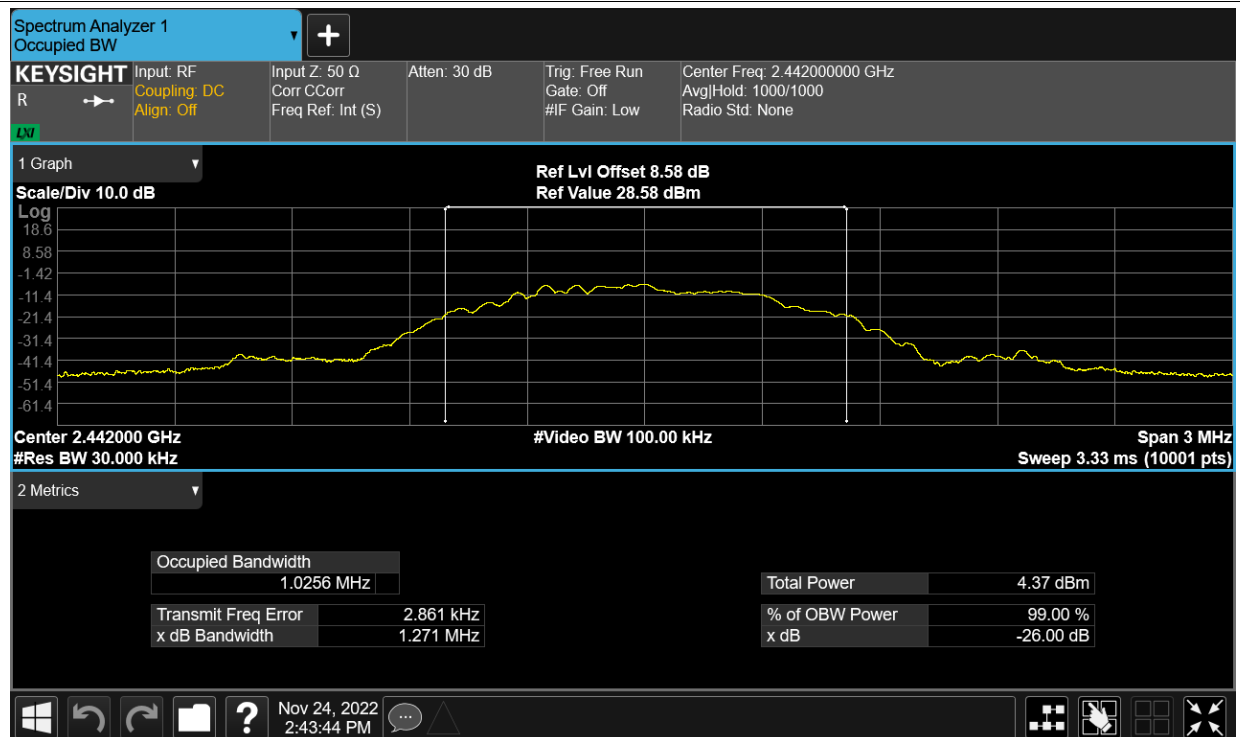 Spectrum Analyzer 1
Occupied BW
+
KEYSIGHT
R
LXI
Input: RF
Coupling: DC
Align: Off
Input Z: 50 Ω
Corr CCorr
Freq Ref: Int (S)
Atten: 30 dB
Trig: Free Run
Gate: Off
#IF Gain: Low
Center Freq: 2.442000000 GHz
Avg|Hold: 1000/1000
Radio Std: None
1 Graph
Scale/Div 10.0 dB
Ref Lvl Offset 8.58 dB
Ref Value 28.58 dBm
Log
18.6
8.58
-1.42
-11.4
-21.4
-31.4
-41.4
-51.4
-61.4
Center 2.442000 GHz
#Res BW 30.000 kHz
#Video BW 100.00 kHz
Span 3 MHz
Sweep 3.33 ms (10001 pts)
2 Metrics
Occupied Bandwidth
1.0256 MHz
Transmit Freq Error 2.861 kHz
x dB Bandwidth 1.271 MHz
Total Power 4.37 dBm
% of OBW Power 99.00 %
x dB -26.00 dB
?
Nov 24, 2022
2:43:44 PM